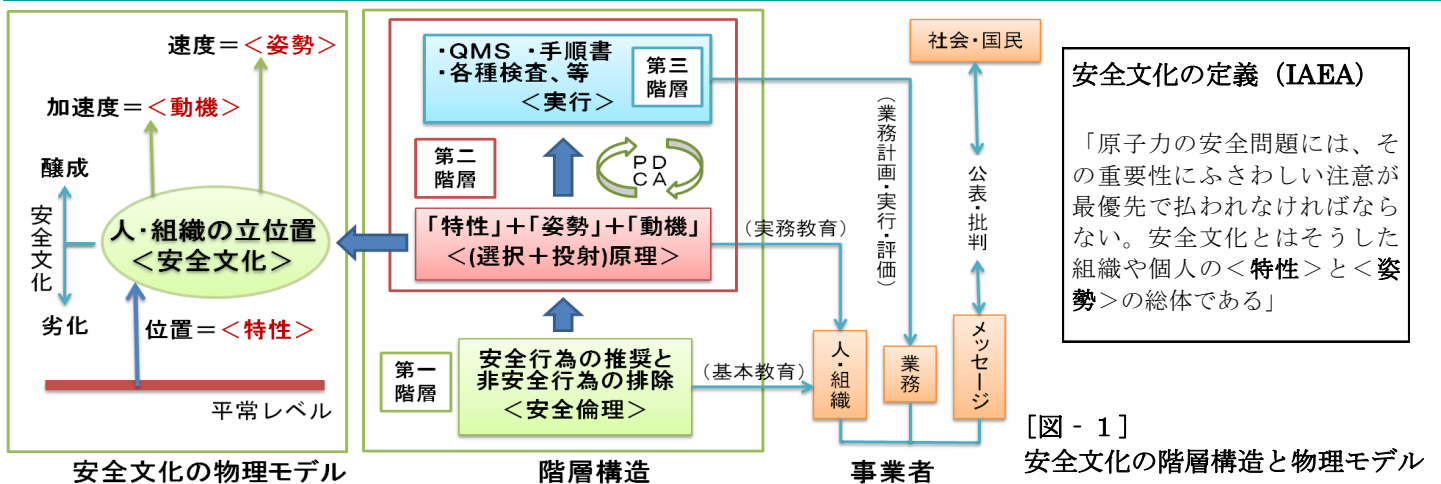 速度＝＜姿勢＞
加速度＝＜動機＞
醸成
安全文化
劣化
人・組織の立位置
＜安全文化＞
位置＝＜特性＞
平常レベル
安全文化の物理モデル
・QMS ・手順書
・各種検査、等
＜実行＞
第三
階層
第二
階層
PD
CA
「特性」＋「姿勢」＋「動機」
＜(選択＋投射)原理＞
第一
階層
安全行為の推奨と
非安全行為の排除
＜安全倫理＞
階層構造
（実務教育）
（基本教育）
（業務計画・実行・評価）
社会・国民
公表・批判
人・組織
業務
メッセージ
事業者
安全文化の定義（IAEA）
「原子力の安全問題には、そ
の重要性にふさわしい注意が
最優先で払われなければなら
ない。安全文化とはそうした
組織や個人の＜特性＞と＜姿
勢＞の総体である」
［図‐１］
安全文化の階層構造と物理モデル